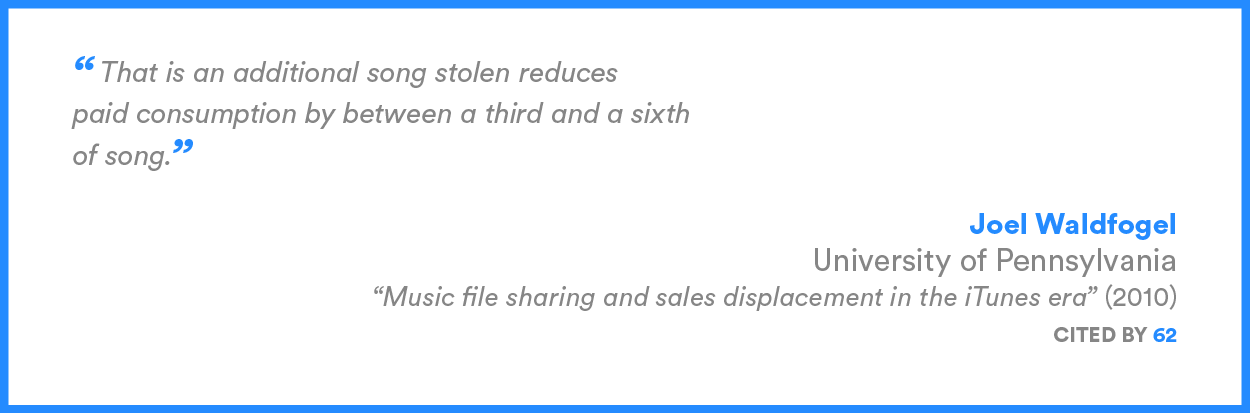 “ That is an additional song stolen reduces
paid consumption by between a third and a sixth
of song.”
Joel Waldfogel
University of Pennsylvania
“Music file sharing and sales displacement in the iTunes era” (2010)
CITED BY 62